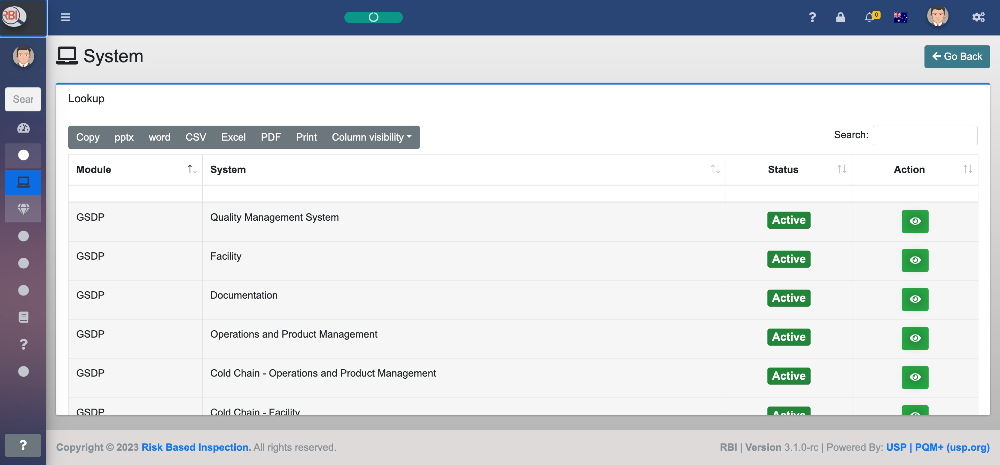 RBI
0
System
Go Back
Sear
Lookup
Copy pptx word CSV Excel PDF Print Column visibility
Search:
Module System Status Action
GSDP Quality Management System Active
GSDP Facility Active
GSDP Documentation Active
GSDP Operations and Product Management Active
GSDP Cold Chain - Operations and Product Management Active
GSDP Cold Chain - Facility Active
?
Copyright © 2023 Risk Based Inspection. All rights reserved.
RBI | Version 3.1.0-rc | Powered By: USP | PQM+ (usp.org)